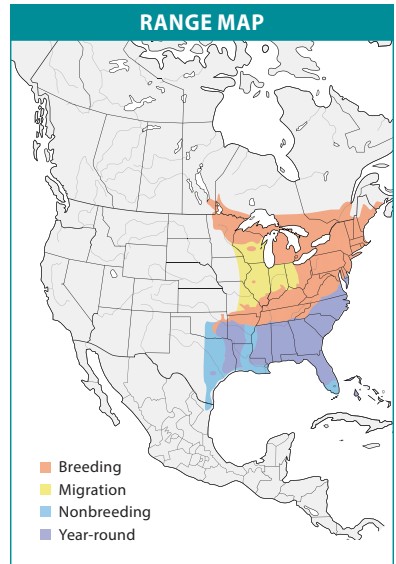 RANGE MAP
Breeding
Migration
Nonbreeding
Year-round